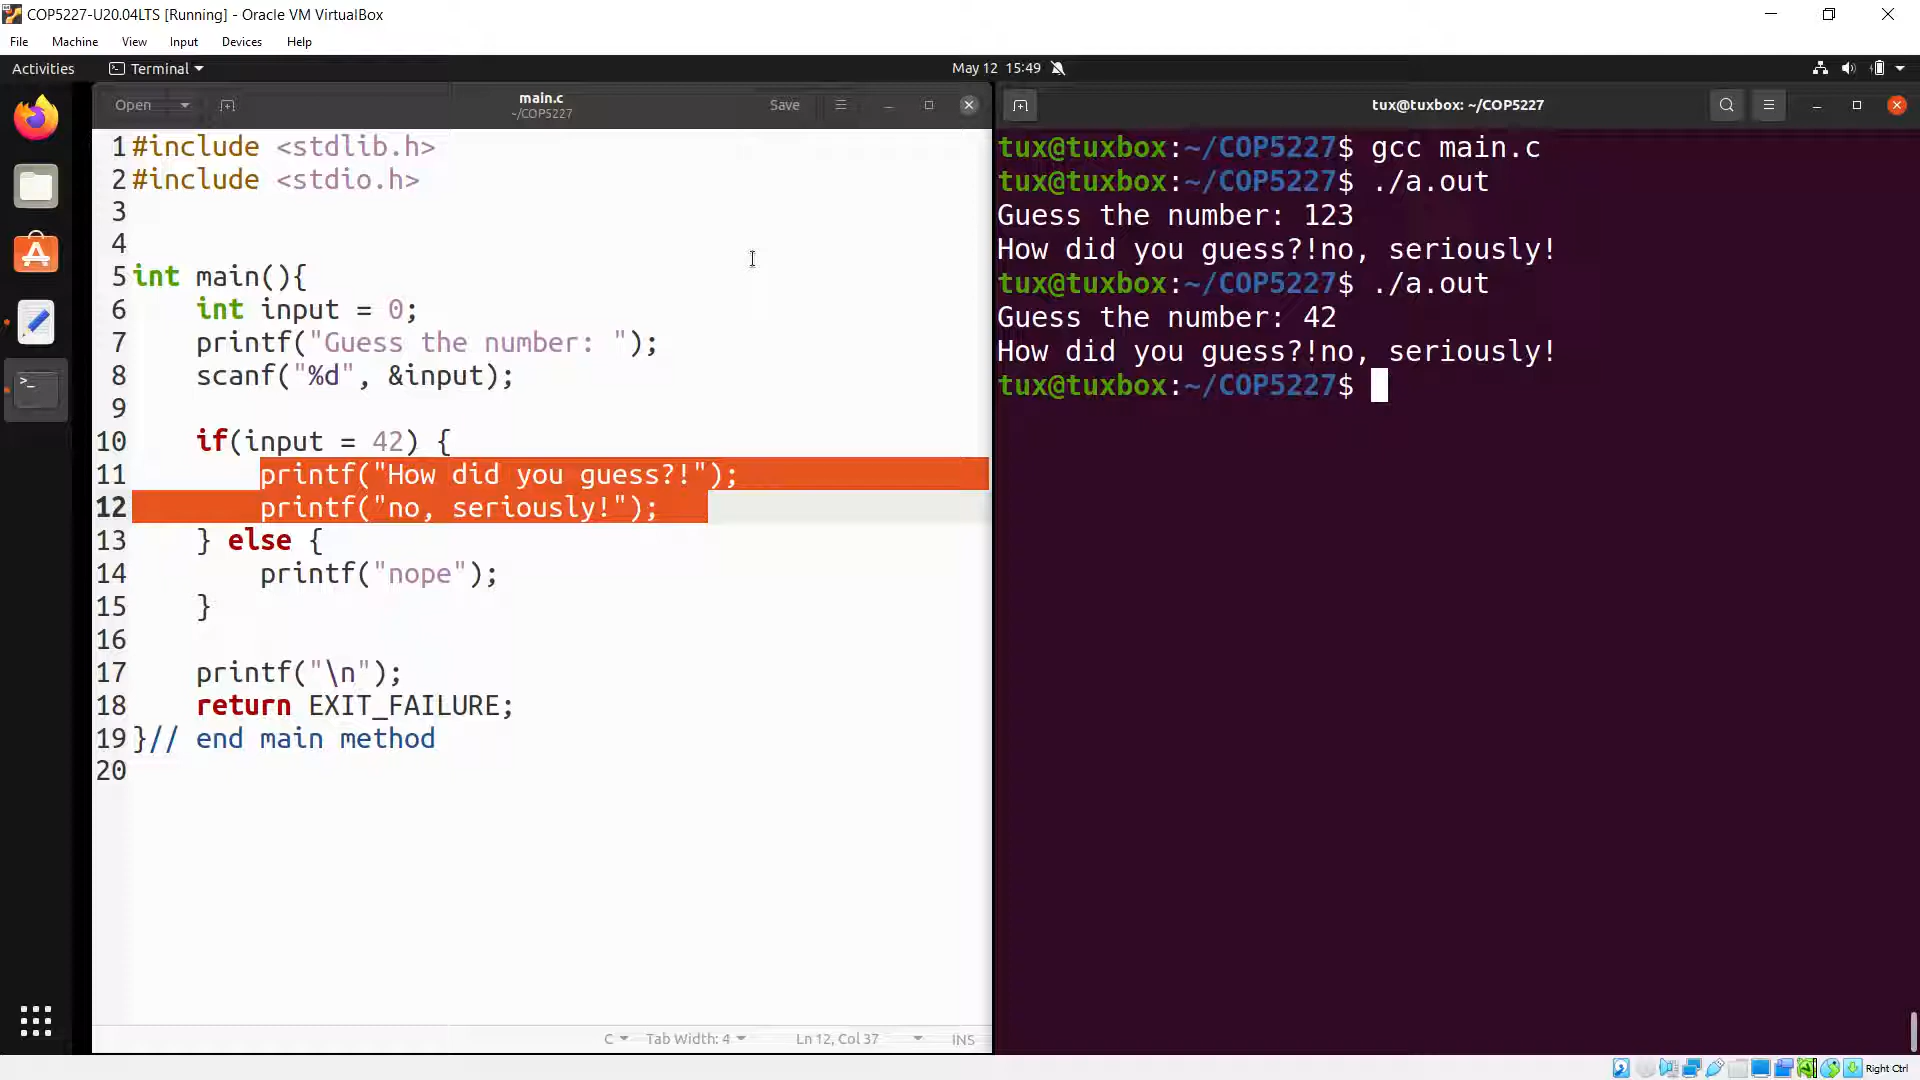 COP5227-U20.04LTS [Running] - Oracle VM VirtualBox
File Machine View Input Devices Help
Activities Terminal May 12 15:49
Open main.c Save
~/COP5227
tux@tuxbox: ~/COP5227
1 #include <stdlib.h>
2 #include <stdio.h>
3
4
5 int main(){
6     int input = 0;
7     printf("Guess the number: ");
8     scanf("%d", &input);
9
10     if(input = 42) {
11         printf("How did you guess?!");
12         printf("no, seriously!");
13     } else {
14         printf("nope");
15     }
16
17     printf("\n");
18     return EXIT_FAILURE;
19 }// end main method
20
C Tab Width: 4 Ln 12, Col 37 INS
tux@tuxbox:~/COP5227$ gcc main.c
tux@tuxbox:~/COP5227$ ./a.out
Guess the number: 123
How did you guess?!no, seriously!
tux@tuxbox:~/COP5227$ ./a.out
Guess the number: 42
How did you guess?!no, seriously!
tux@tuxbox:~/COP5227$
Right Ctrl